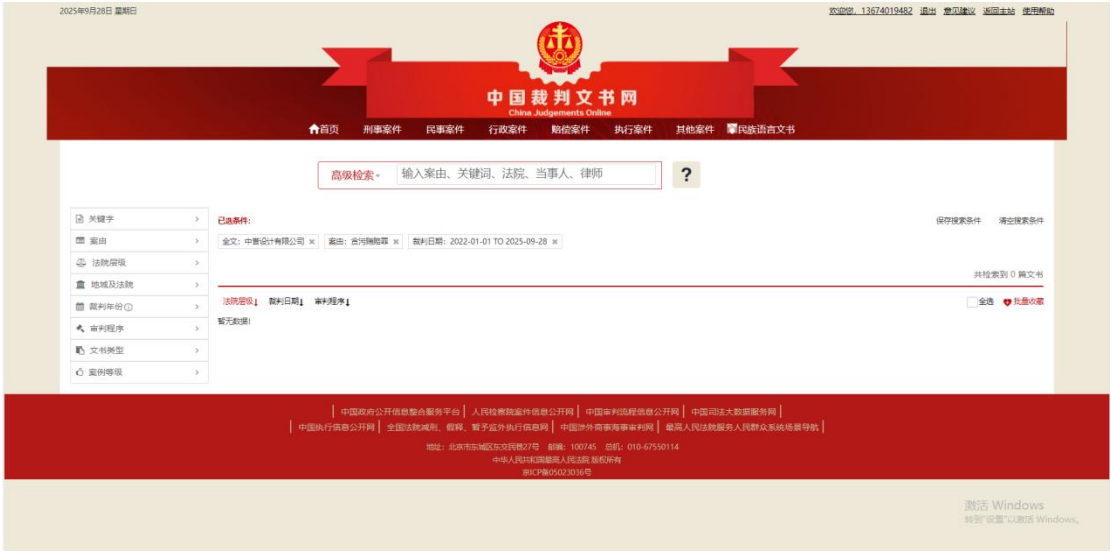 2025年9月28日 星期日
欢迎您，13674019482 退出 意见建议 返回主站 使用帮助
中国裁判文书网
China Judgements Online
首页 刑事案件 民事案件 行政案件 赔偿案件 执行案件 其他案件 民族语言文书
高级检索 输入案由、关键词、法院、当事人、律师 ?
关键字
案由
法院层级
地域及法院
裁判年份
审判程序
文书类型
案例等级
已选条件:
保存搜索条件 清空搜索条件
全文: 中誉设计有限公司 × 案由: 贪污贿赂罪 × 裁判日期: 2022-01-01 TO 2025-09-28 ×
共检索到 0 篇文书
法院层级↓ 裁判日期↓ 审判程序↓
全选 批量收藏
暂无数据!
中国政府公开信息整合服务平台 | 人民检察院案件信息公开网 | 中国审判流程信息公开网 | 中国司法大数据服务网
中国执行信息公开网 | 全国法院减刑、假释、暂予监外执行信息网 | 中国涉外商事海事审判网 | 最高人民法院服务人民群众系统场景导航
地址: 北京市东城区东交民巷27号 邮编: 100745 总机: 010-67550114
中华人民共和国最高人民法院 版权所有
京ICP备05023036号
激活 Windows
转到"设置"以激活 Windows。